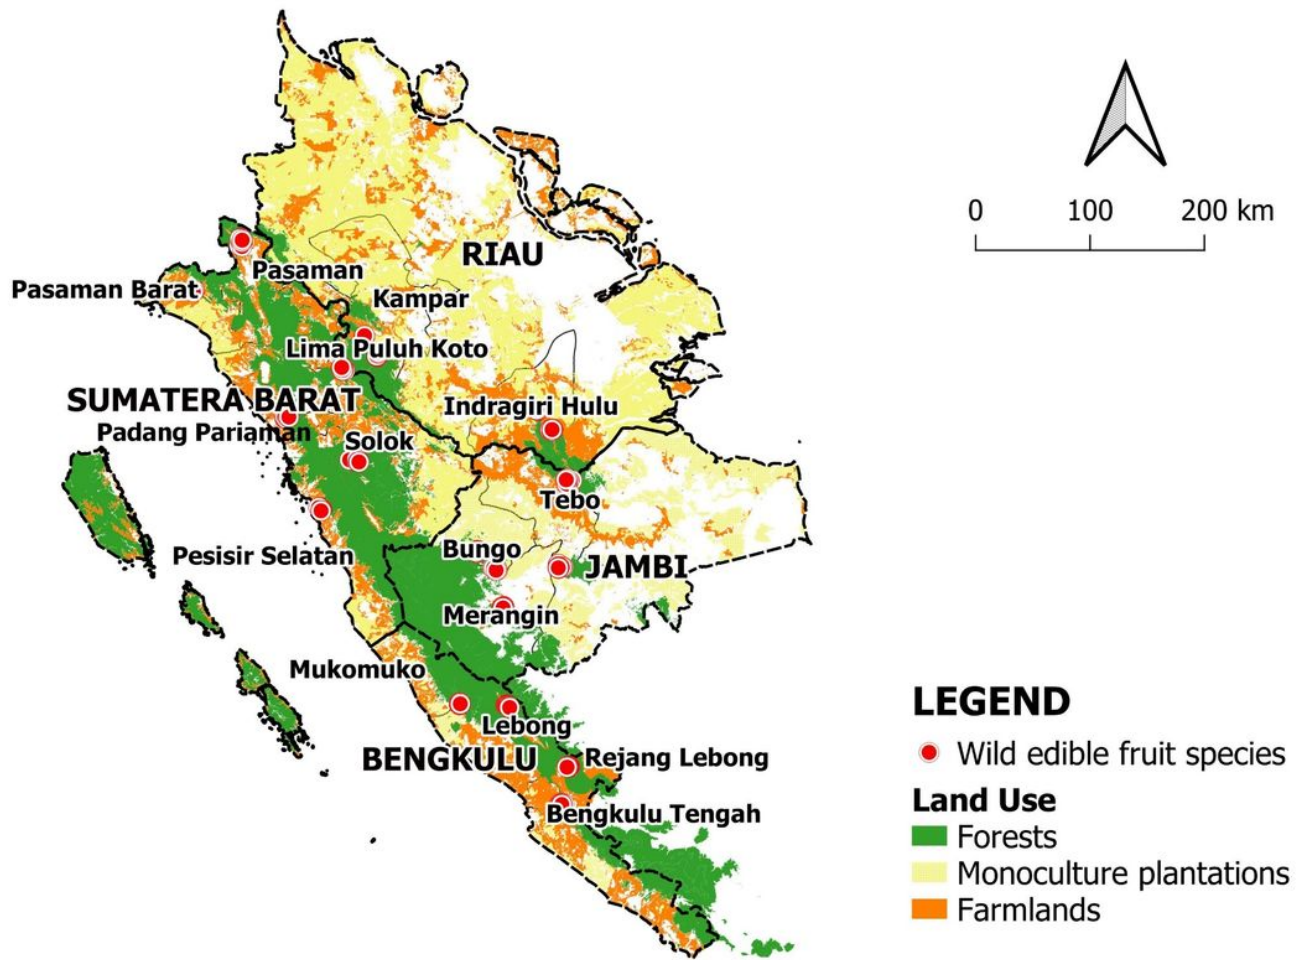 0 100 200 km
RIAU
Pasaman
Pasaman Barat
Kampar
Lima Puluh Koto
SUMATERA BARAT
Indragiri Hulu
Padang Pariaman
Solok
Tebo
Pesisir Selatan
Bungo
JAMBI
Merangin
Mukomuko
Lebong
BENGKULU
Rejang Lebong
Bengkulu Tengah
LEGEND
Wild edible fruit species
Land Use
Forests
Monoculture plantations
Farmlands